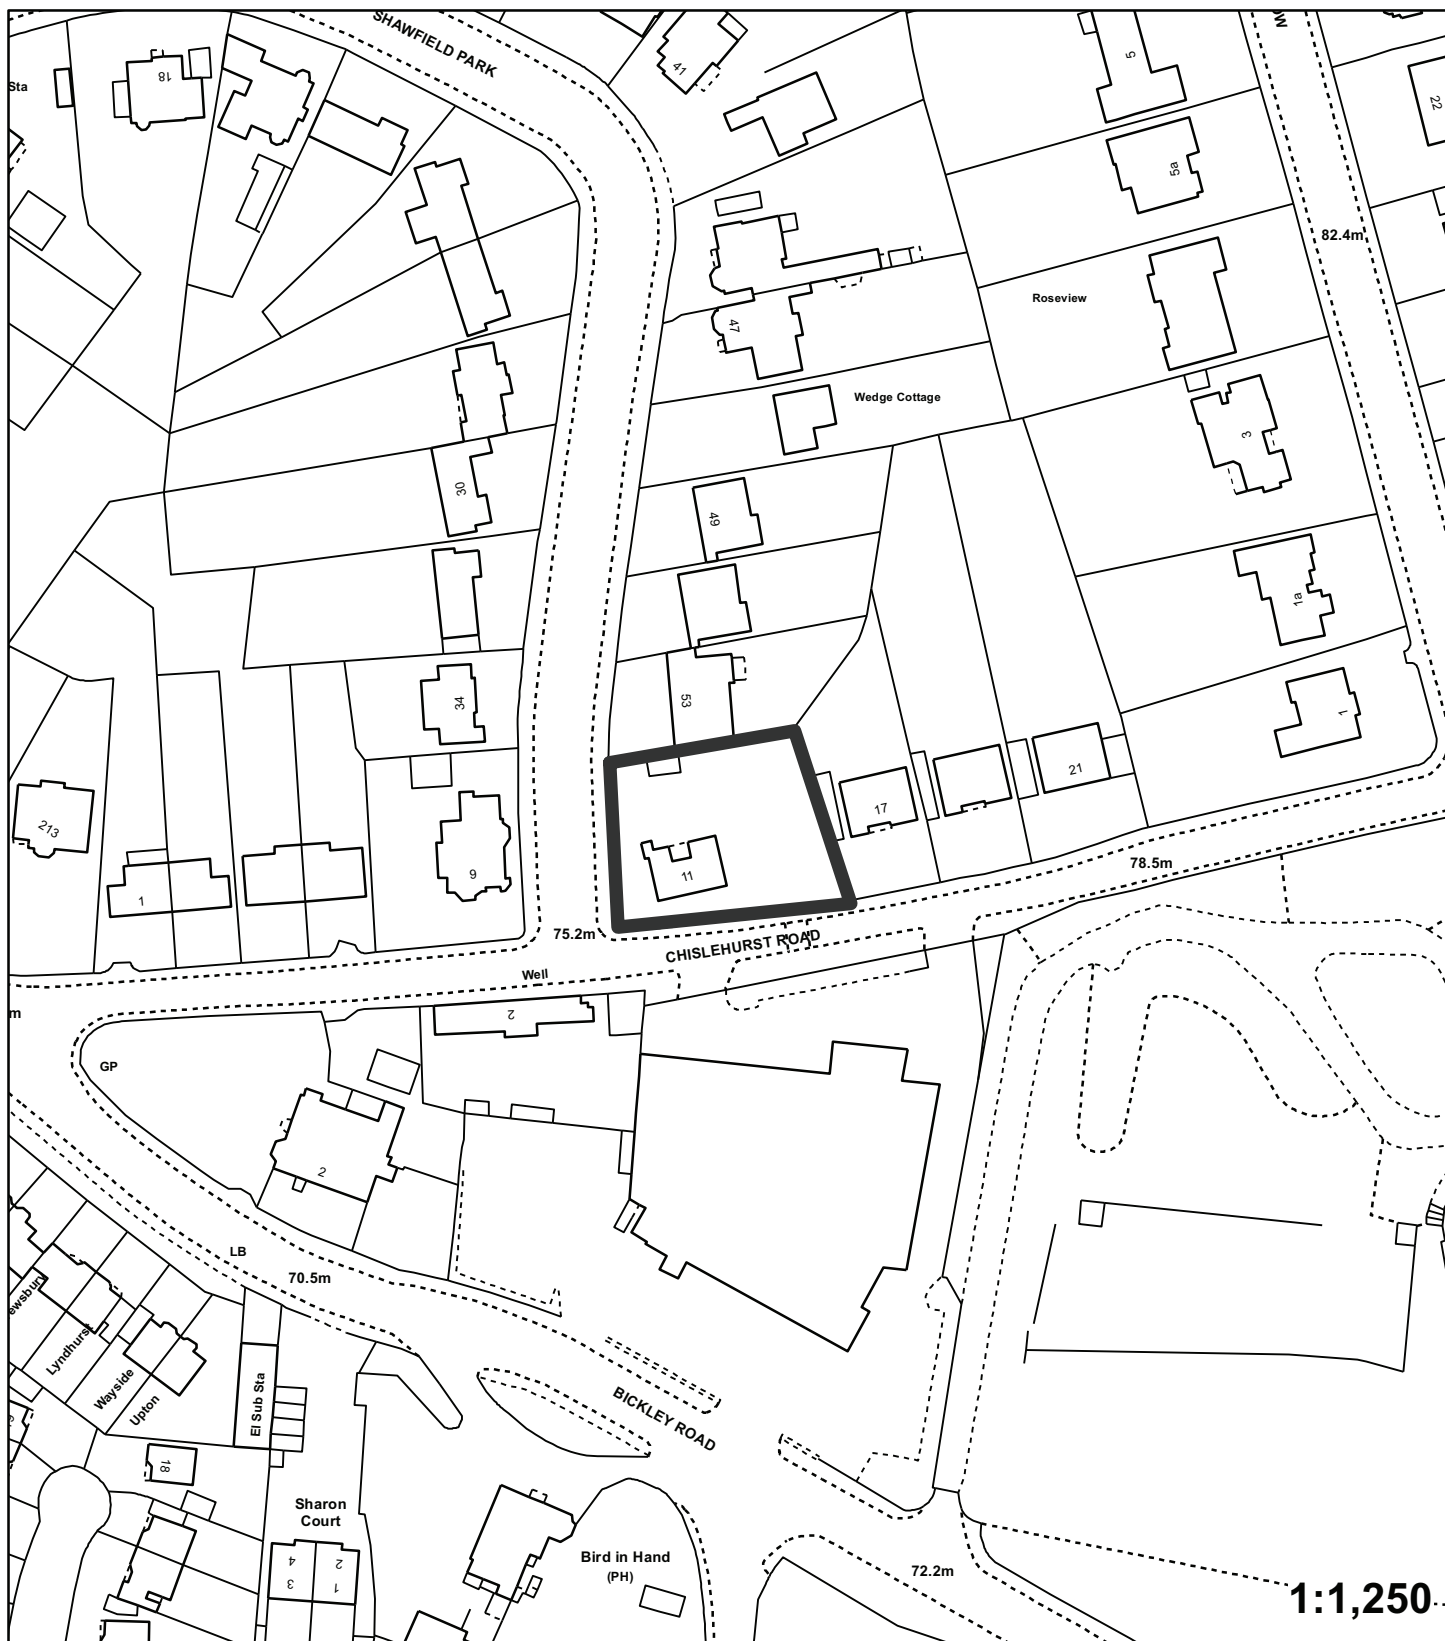 SHAWFIELD PARK
41
5
Sta
18
22
5a
82.4m
Roseview
47
Wedge Cottage
3
30
49
1a
53
34
1
21
17
213
9
11
1
78.5m
75.2m
CHISLEHURST ROAD
Well
2
m
GP
2
LB
70.5m
ewsbury
Lyndhurst
Wayside
Upton
El Sub Sta
BICKLEY ROAD
18
Sharon
Court
4
2
3
1
Bird in Hand
(PH)
72.2m
1:1,250